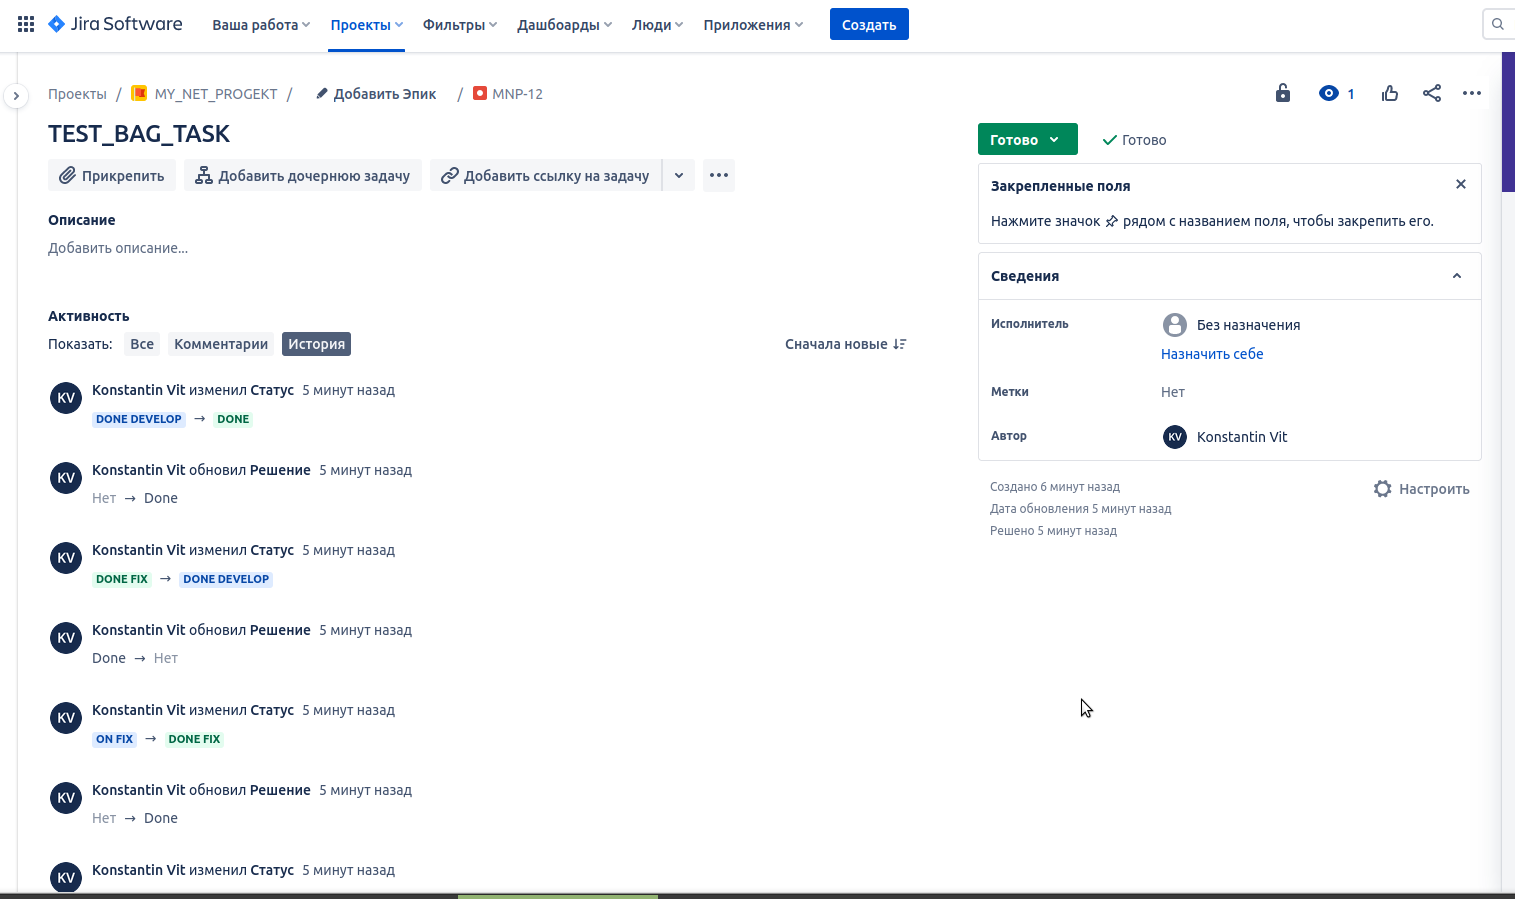 Jira Software Ваша работа Проекты Фильтры Дашборды Люди Приложения Создать
Проекты / MY_NET_PROGEKT / Добавить Эпик / MNP-12
1
TEST_BAG_TASK
Прикрепить Добавить дочернюю задачу Добавить ссылку на задачу
Описание
Добавить описание...
Активность
Показать: Все Комментарии История Сначала новые
KV Konstantin Vit изменил Статус 5 минут назад
DONE DEVELOP → DONE
KV Konstantin Vit обновил Решение 5 минут назад
Нет → Done
KV Konstantin Vit изменил Статус 5 минут назад
DONE FIX → DONE DEVELOP
KV Konstantin Vit обновил Решение 5 минут назад
Done → Нет
KV Konstantin Vit изменил Статус 5 минут назад
ON FIX → DONE FIX
KV Konstantin Vit обновил Решение 5 минут назад
Нет → Done
KV Konstantin Vit изменил Статус 5 минут назад
Готово Готово
Закрепленные поля
Нажмите значок рядом с названием поля, чтобы закрепить его.
Сведения
Исполнитель Без назначения
Назначить себе
Метки Нет
Автор KV Konstantin Vit
Создано 6 минут назад
Дата обновления 5 минут назад
Решено 5 минут назад
Настроить